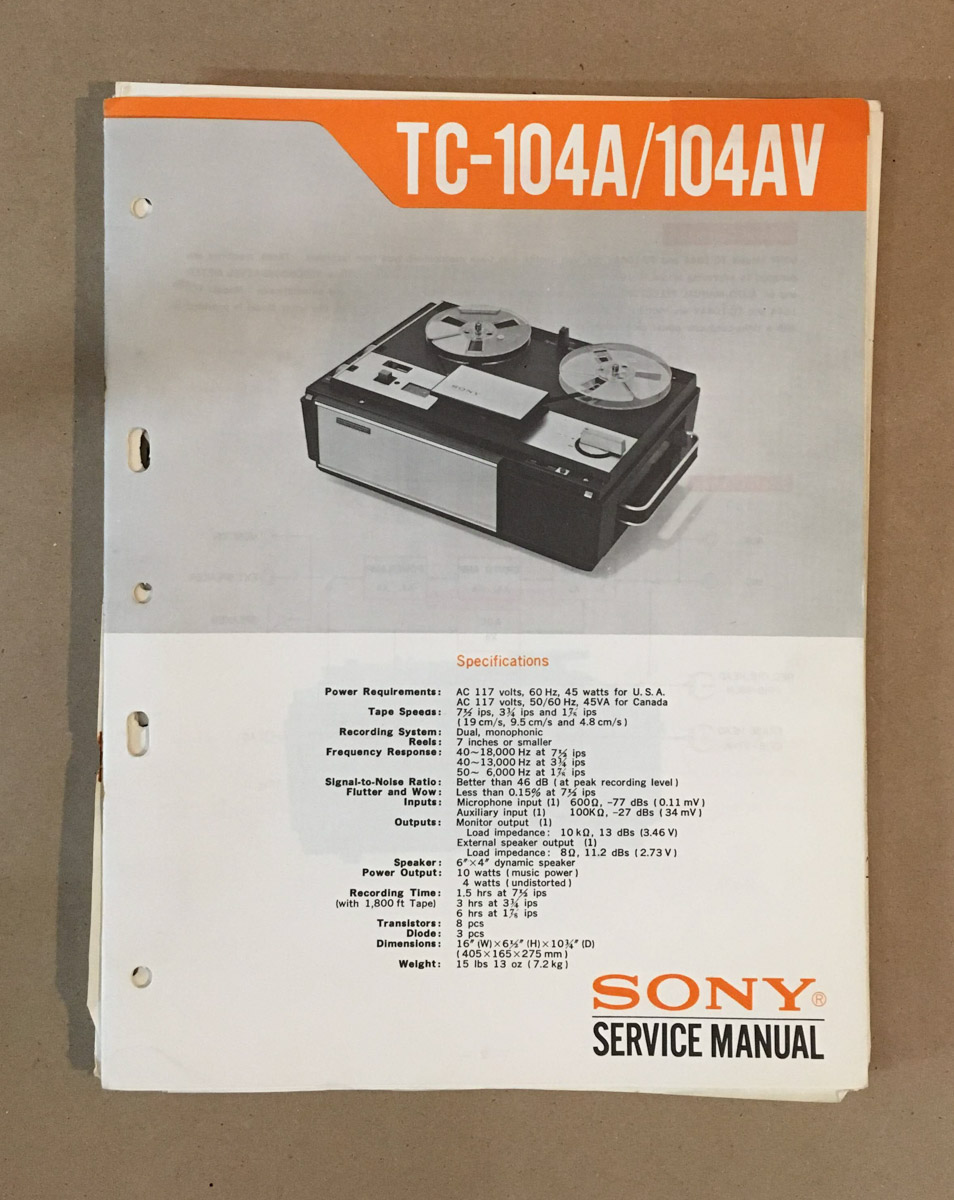 TC-104A/104AV
SONY
Specifications
Power Requirements: AC 117 volts, 60 Hz, 45 watts for U.S.A.
AC 117 volts, 50/60 Hz, 45VA for Canada
Tape Speeds: 7½ ips, 3¾ ips and 1⅞ ips
(19 cm/s, 9.5 cm/s and 4.8 cm/s)
Recording System: Dual, monophonic
Reels: 7 inches or smaller
Frequency Response: 40~18,000 Hz at 7½ ips
40~13,000 Hz at 3¾ ips
50~ 6,000 Hz at 1⅞ ips
Signal-to-Noise Ratio: Better than 46 dB (at peak recording level)
Flutter and Wow: Less than 0.15% at 7½ ips
Inputs: Microphone input (1) 600Ω, -77 dBs (0.11 mV)
Auxiliary input (1) 100KΩ, -27 dBs (34 mV)
Outputs: Monitor output (1)
Load impedance: 10 kΩ, 13 dBs (3.46 V)
External speaker output (1)
Load impedance: 8Ω, 11.2 dBs (2.73 V)
Speaker: 6″×4″ dynamic speaker
Power Output: 10 watts (music power)
4 watts (undistorted)
Recording Time: 1.5 hrs at 7½ ips
(with 1,800 ft Tape) 3 hrs at 3¾ ips
6 hrs at 1⅞ ips
Transistors: 8 pcs
Diode: 3 pcs
Dimensions: 16″ (W)×6½″ (H)×10¾″ (D)
(405×165×275 mm)
Weight: 15 lbs 13 oz (7.2 kg)
SONY®
SERVICE MANUAL